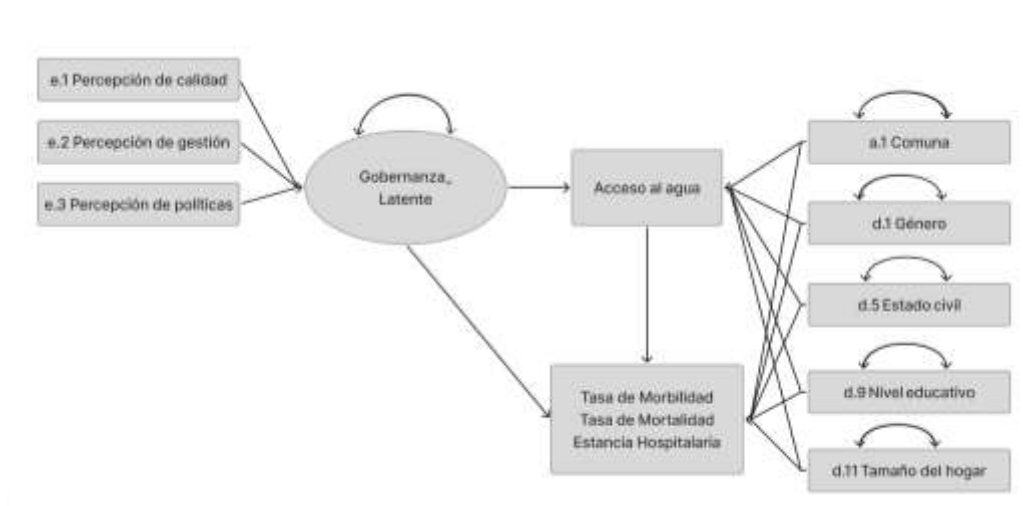 e.1 Percepción de calidad
e.2 Percepción de gestión
e.3 Percepción de políticas
Gobernanza_
Latente
Acceso al agua
Tasa de Morbilidad
Tasa de Mortalidad
Estancia Hospitalaria
a.1 Comuna
d.1 Género
d.5 Estado civil
d.9 Nivel educativo
d.11 Tamaño del hogar